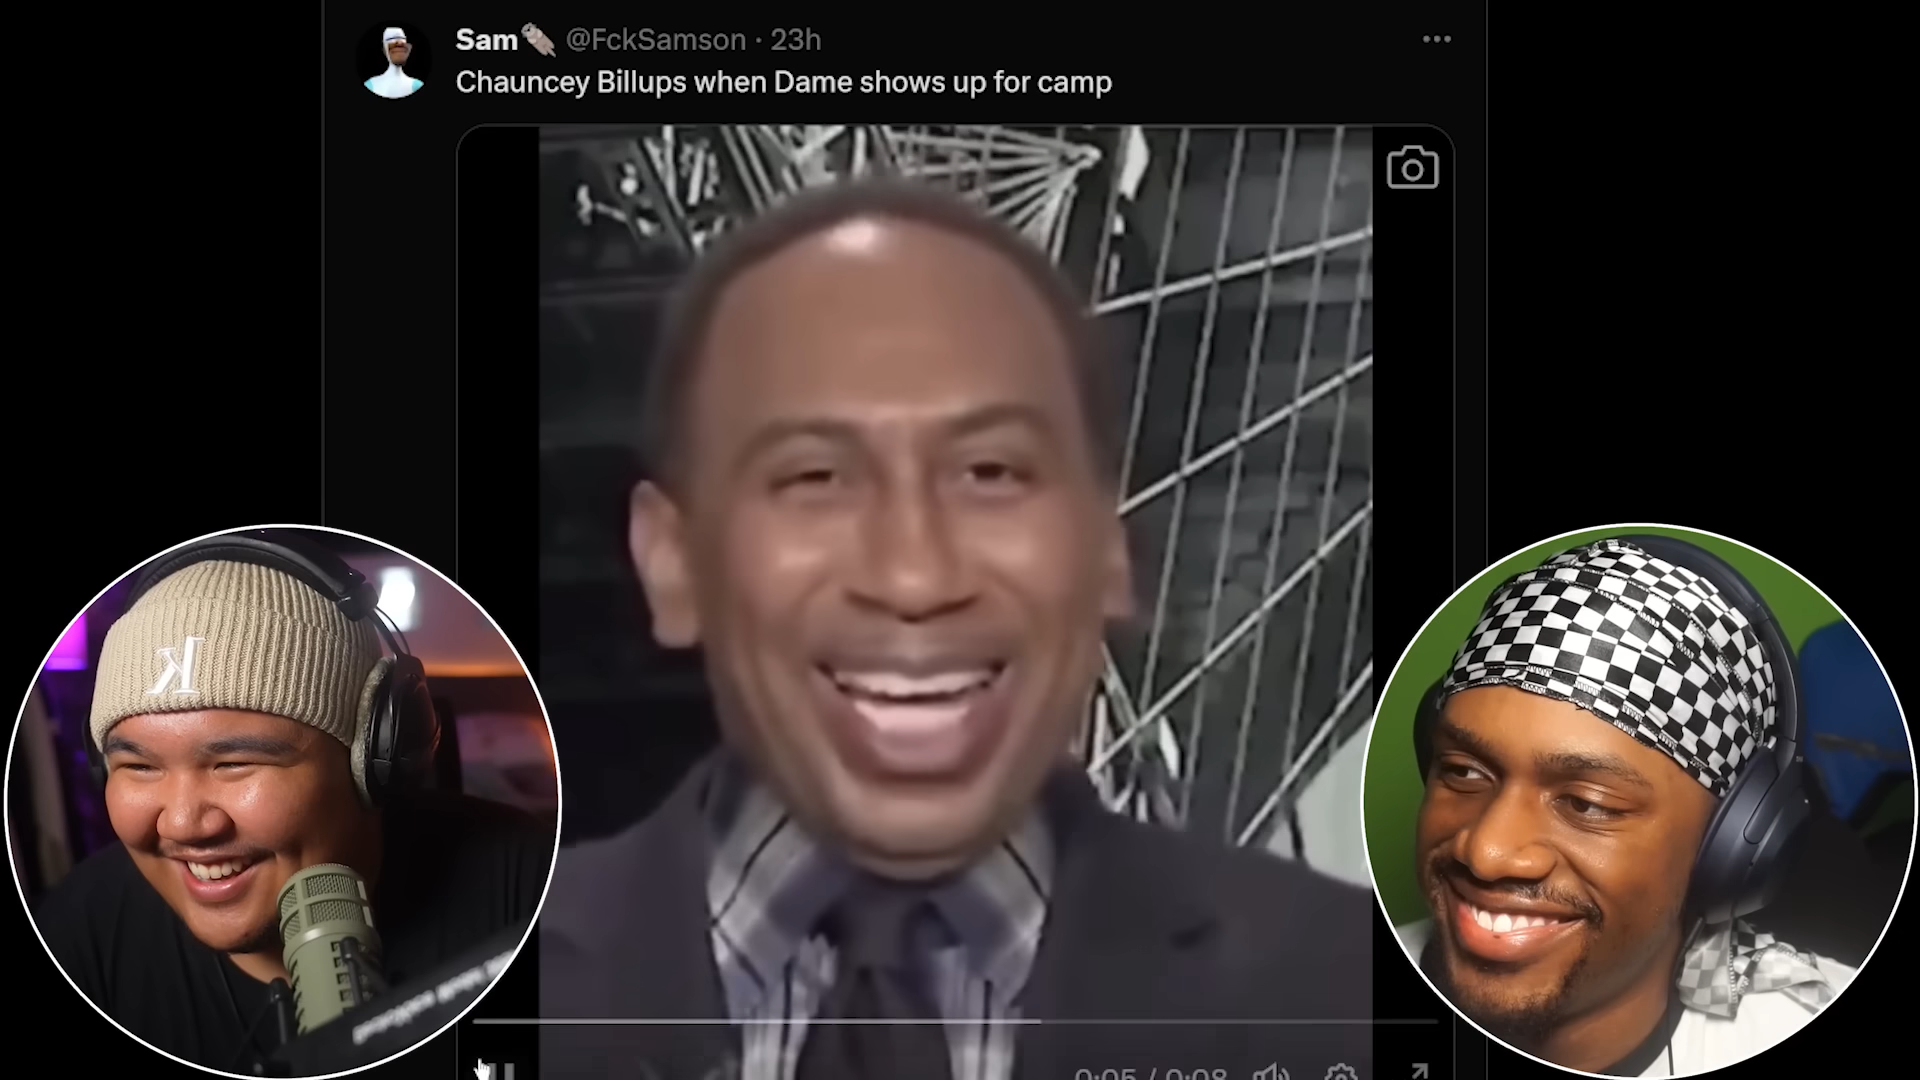 Sam @FckSamson · 23h
Chauncey Billups when Dame shows up for camp
K
0:05 / 0:08